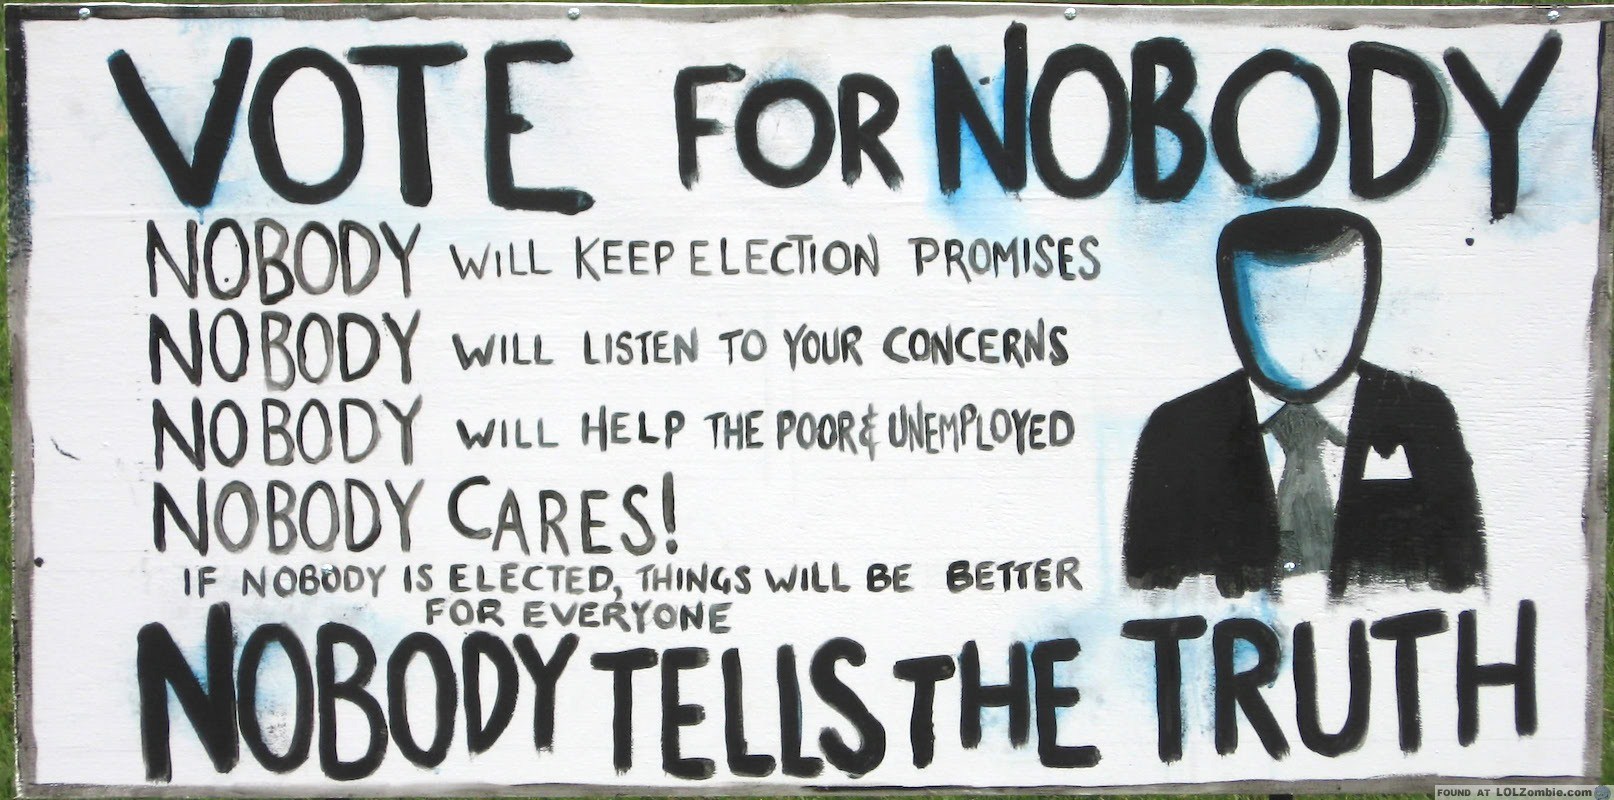 VOTE FOR NOBODY
NOBODY WILL KEEP ELECTION PROMISES
NOBODY WILL LISTEN TO YOUR CONCERNS
NOBODY WILL HELP THE POOR & UNEMPLOYED
NOBODY CARES!
IF NOBODY IS ELECTED, THINGS WILL BE BETTER
FOR EVERYONE
NOBODY TELLS THE TRUTH
FOUND AT LOLZombie.com